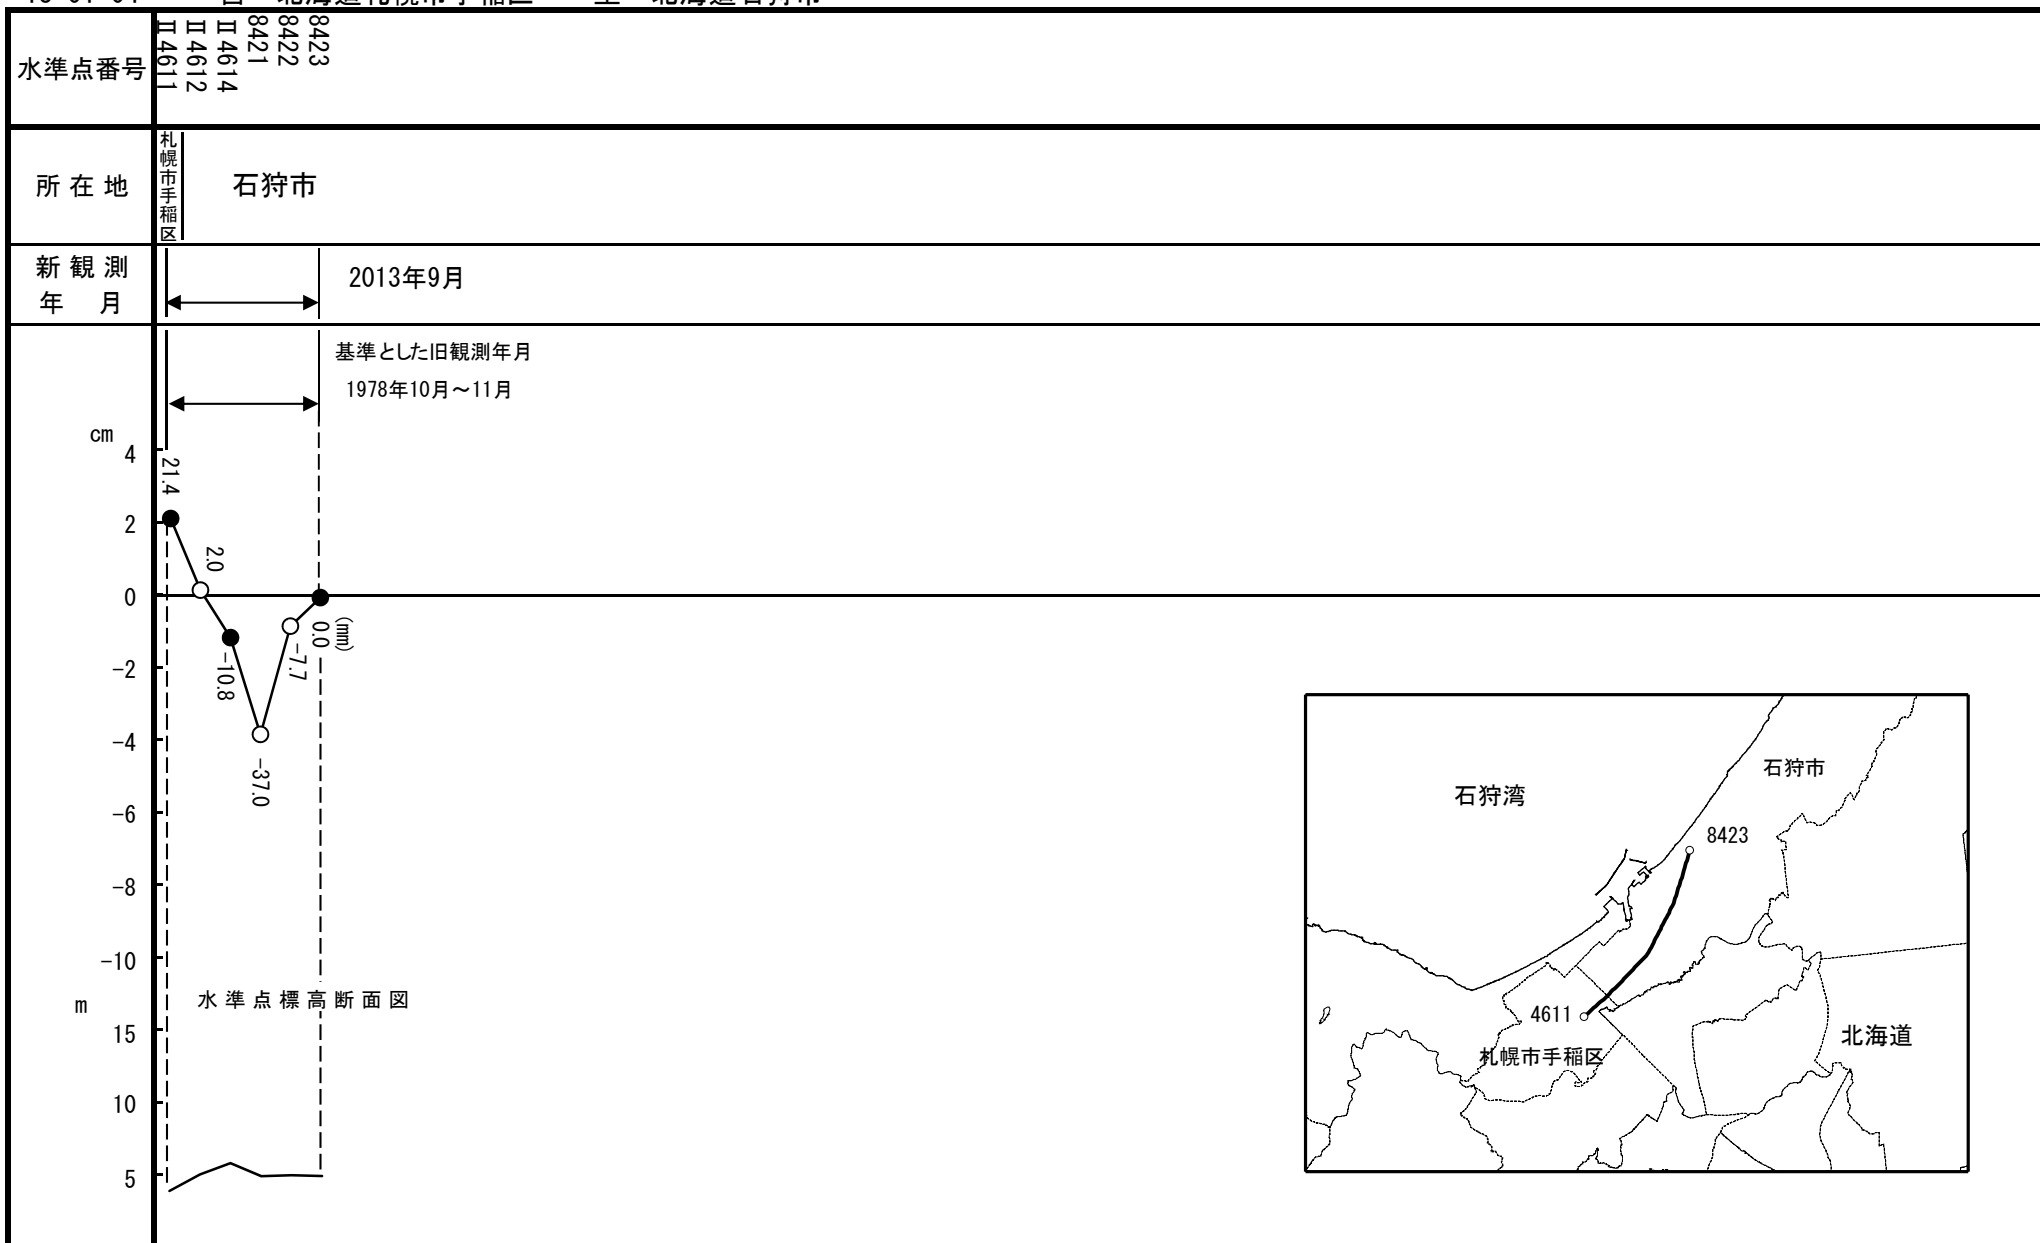 水準点番号
Ⅱ4611
Ⅱ4612
Ⅱ4614
8421
8422
8423
所在地
札幌市手稲区
石狩市
新観測
年 月
2013年9月
基準とした旧観測年月
1978年10月～11月
cm
4
2
0
-2
-4
-6
-8
-10
21.4
2.0
-10.8
-37.0
-7.7
0.0
(mm)
m
水準点標高断面図
15
10
5
石狩湾
石狩市
8423
4611
札幌市手稲区
北海道